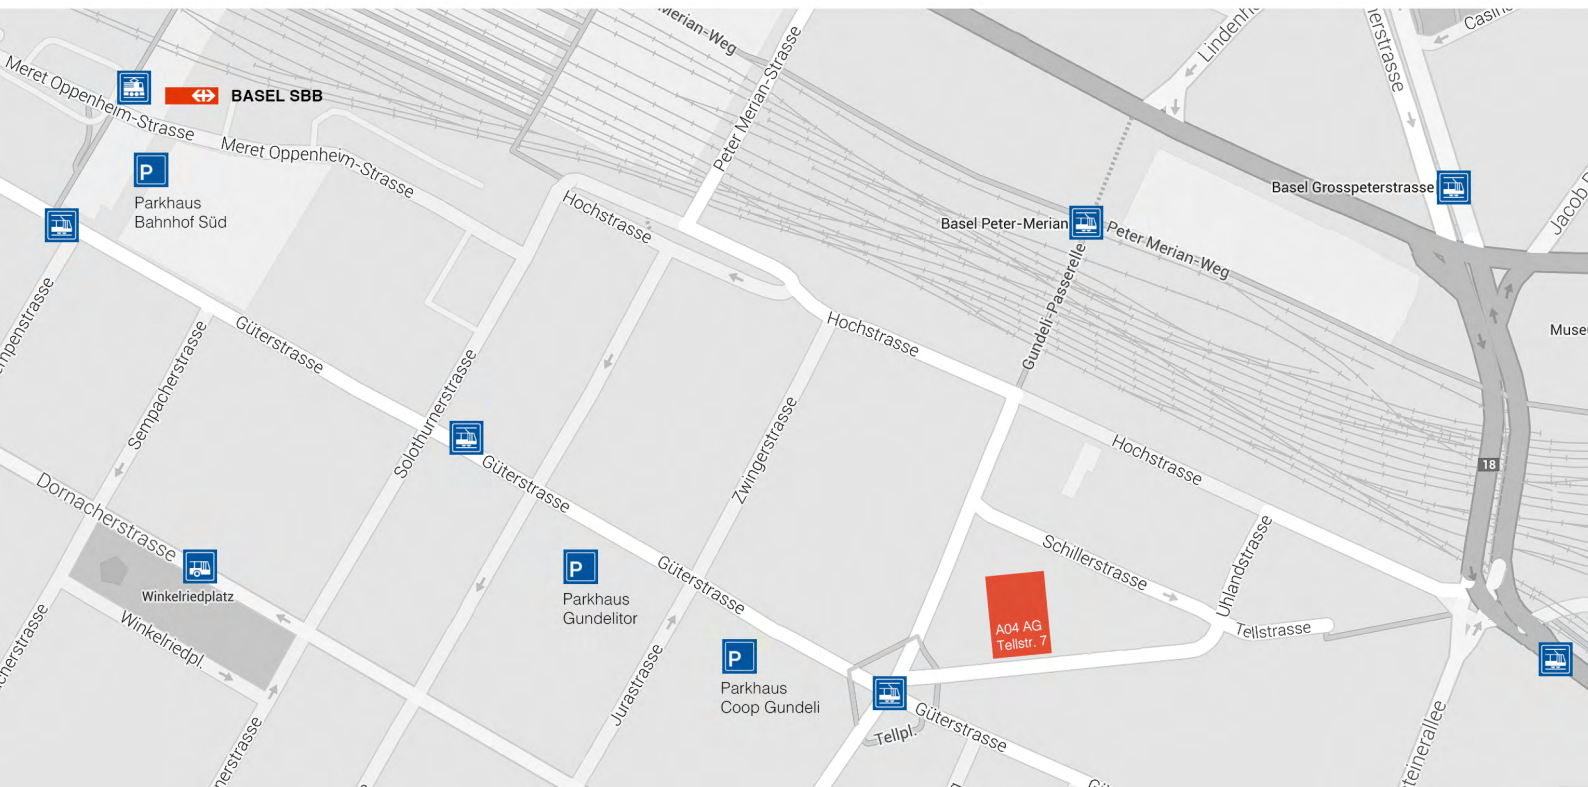 Merian-Weg
Peter Merian-Strasse
Meret Oppenheim-Strasse
BASEL SBB
Meret Oppenheim-Strasse
P
Parkhaus
Bahnhof Süd
Hochstrasse
Basel Peter-Merian
Peter Merian-Weg
Basel Grosspeterstrasse
Gundeli-Passerelle
Güterstrasse
Sempacherstrasse
Solothurnerstrasse
Hochstrasse
Zwingerstrasse
Güterstrasse
Hochstrasse
18
Dornacherstrasse
Winkelriedplatz
Winkelriedpl.
P
Parkhaus
Gundelitor
Güterstrasse
Schillerstrasse
Uhlandstrasse
Tellstrasse
A04 AG
Tellstr. 7
P
Parkhaus
Coop Gundeli
Jurastrasse
Tellpl.
Güterstrasse